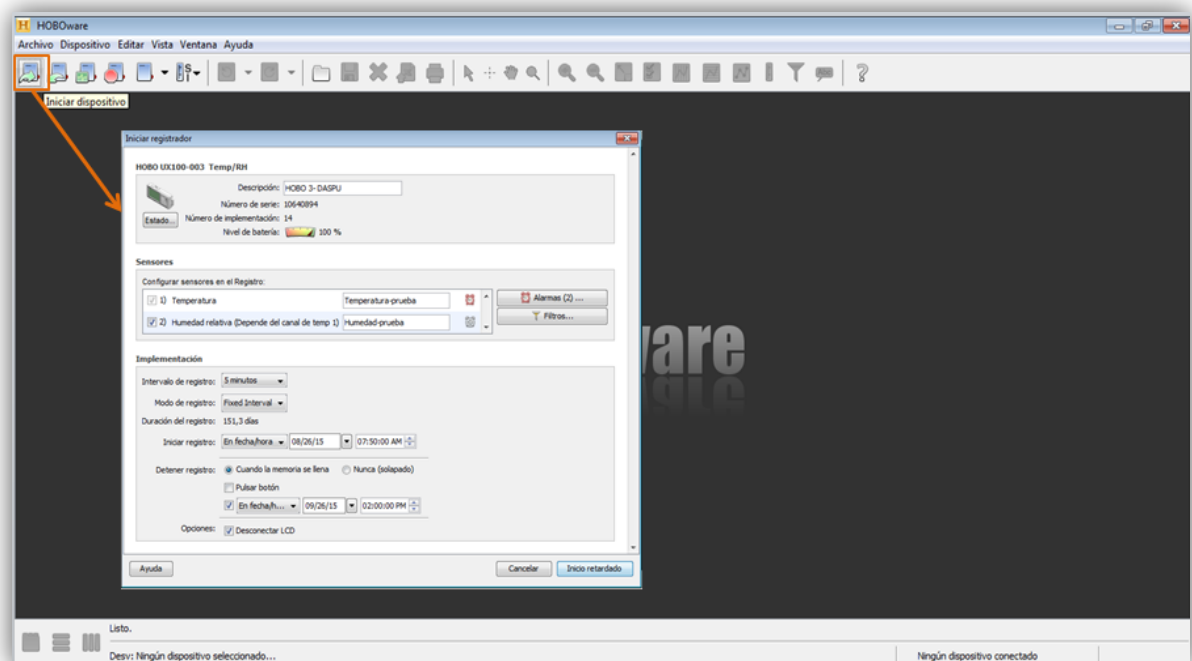 HOBOware
Archivo Dispositivo Editar Vista Ventana Ayuda
Iniciar dispositivo
Iniciar registrador
HOBO UX100-003 Temp/RH
Descripción: HOBO 3- DASPU
Número de serie: 10640894
Estado... Número de implementación: 14
Nivel de batería: 100 %
Sensores
Configurar sensores en el Registro:
1) Temperatura Temperatura-prueba Alarmas (2) ...
2) Humedad relativa (Depende del canal de temp 1) Humedad-prueba Filtros...
ware
Implementación
Intervalo de registro: 5 minutos
Modo de registro: Fixed Interval
Duración del registro: 151,3 días
Iniciar registro: En fecha/hora 08/26/15 07:50:00 AM
Detener registro: Cuando la memoria se llena Nunca (solapado)
Pulsar botón
En fecha/h... 09/26/15 02:00:00 PM
Opciones: Desconectar LCD
Ayuda Cancelar Inicio retardado
Listo.
Desv: Ningún dispositivo seleccionado... Ningún dispositivo conectado